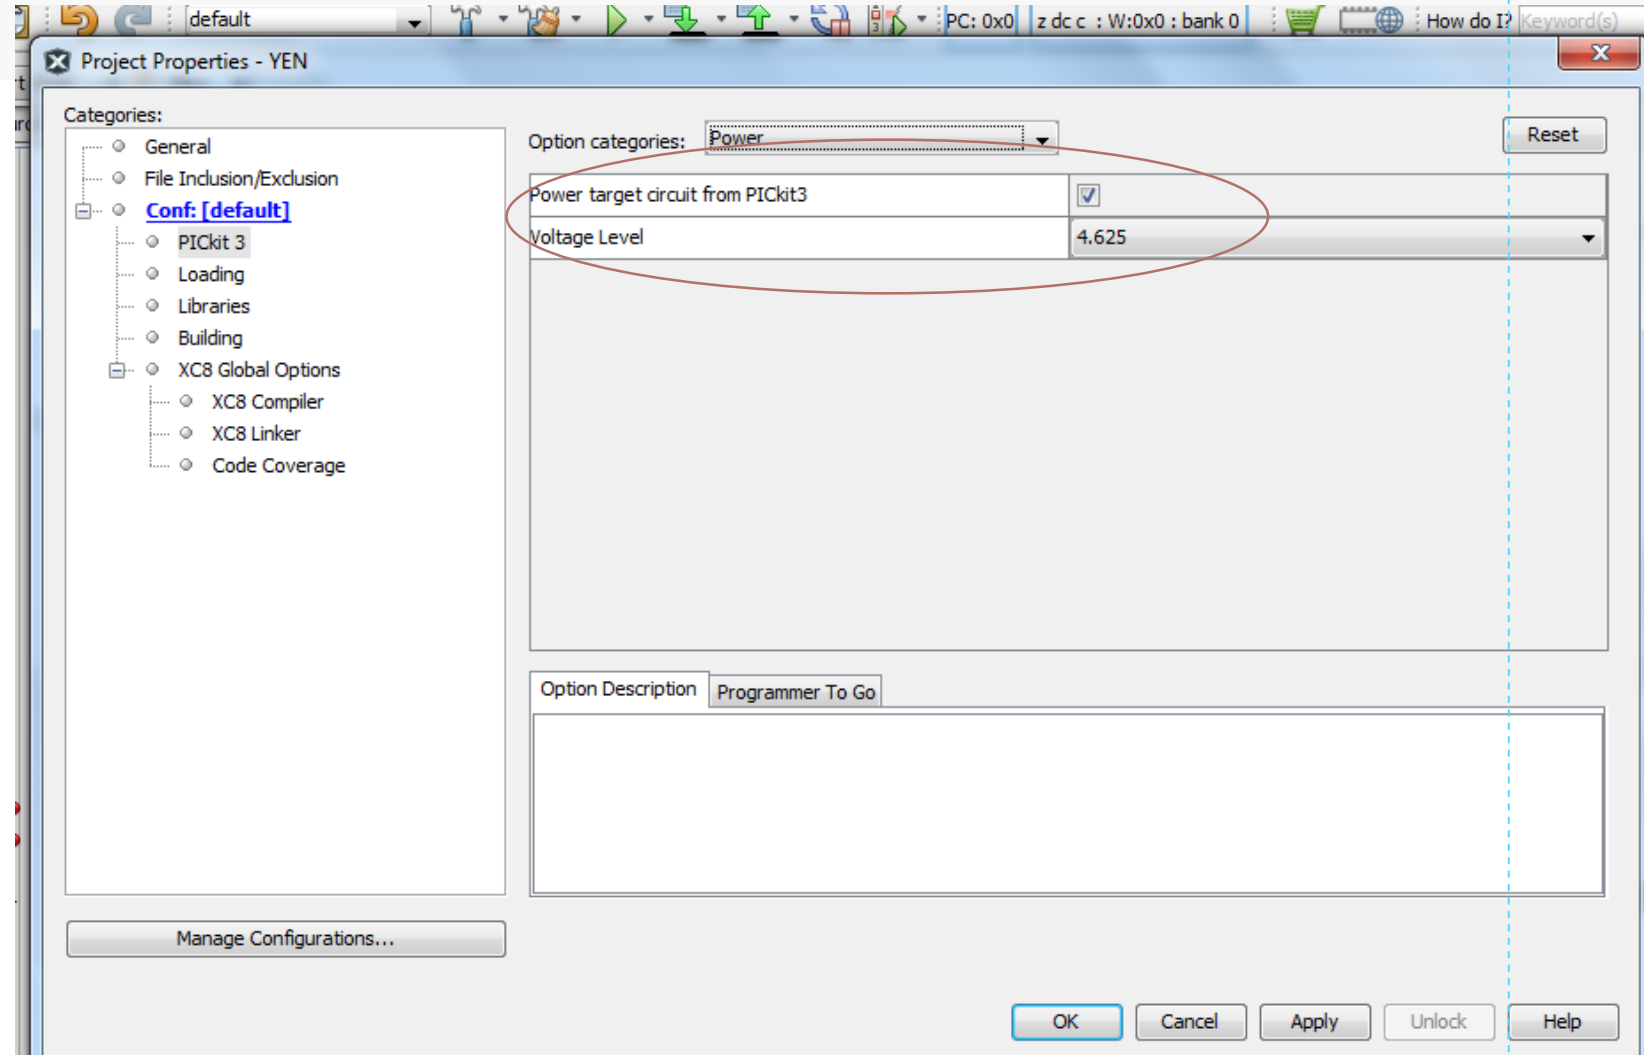 default
PC: 0x0
z dc c : W:0x0 : bank 0
How do I?
Keyword(s)
Project Properties - YEN
Categories:
General
File Inclusion/Exclusion
Conf: [default]
PICkit 3
Loading
Libraries
Building
XC8 Global Options
XC8 Compiler
XC8 Linker
Code Coverage
Manage Configurations...
Option categories:
Power
Reset
Power target circuit from PICkit3
Voltage Level
4.625
Option Description
Programmer To Go
OK
Cancel
Apply
Unlock
Help